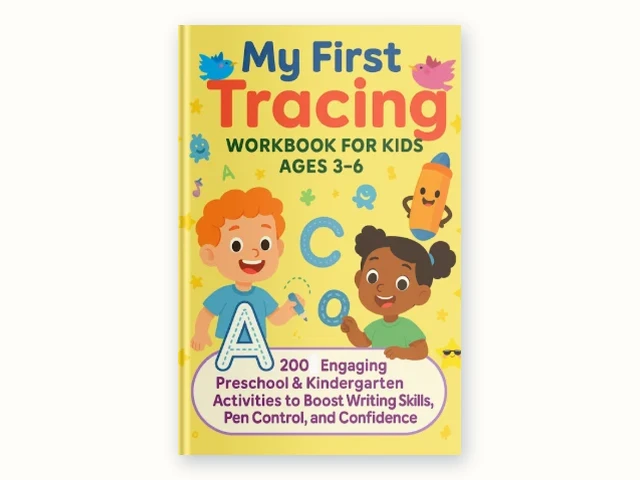 My First
Tracing
WORKBOOK FOR KIDS
AGES 3–6
A
C
O
A
200 Engaging
Preschool & Kindergarten
Activities to Boost Writing Skills,
Pen Control, and Confidence